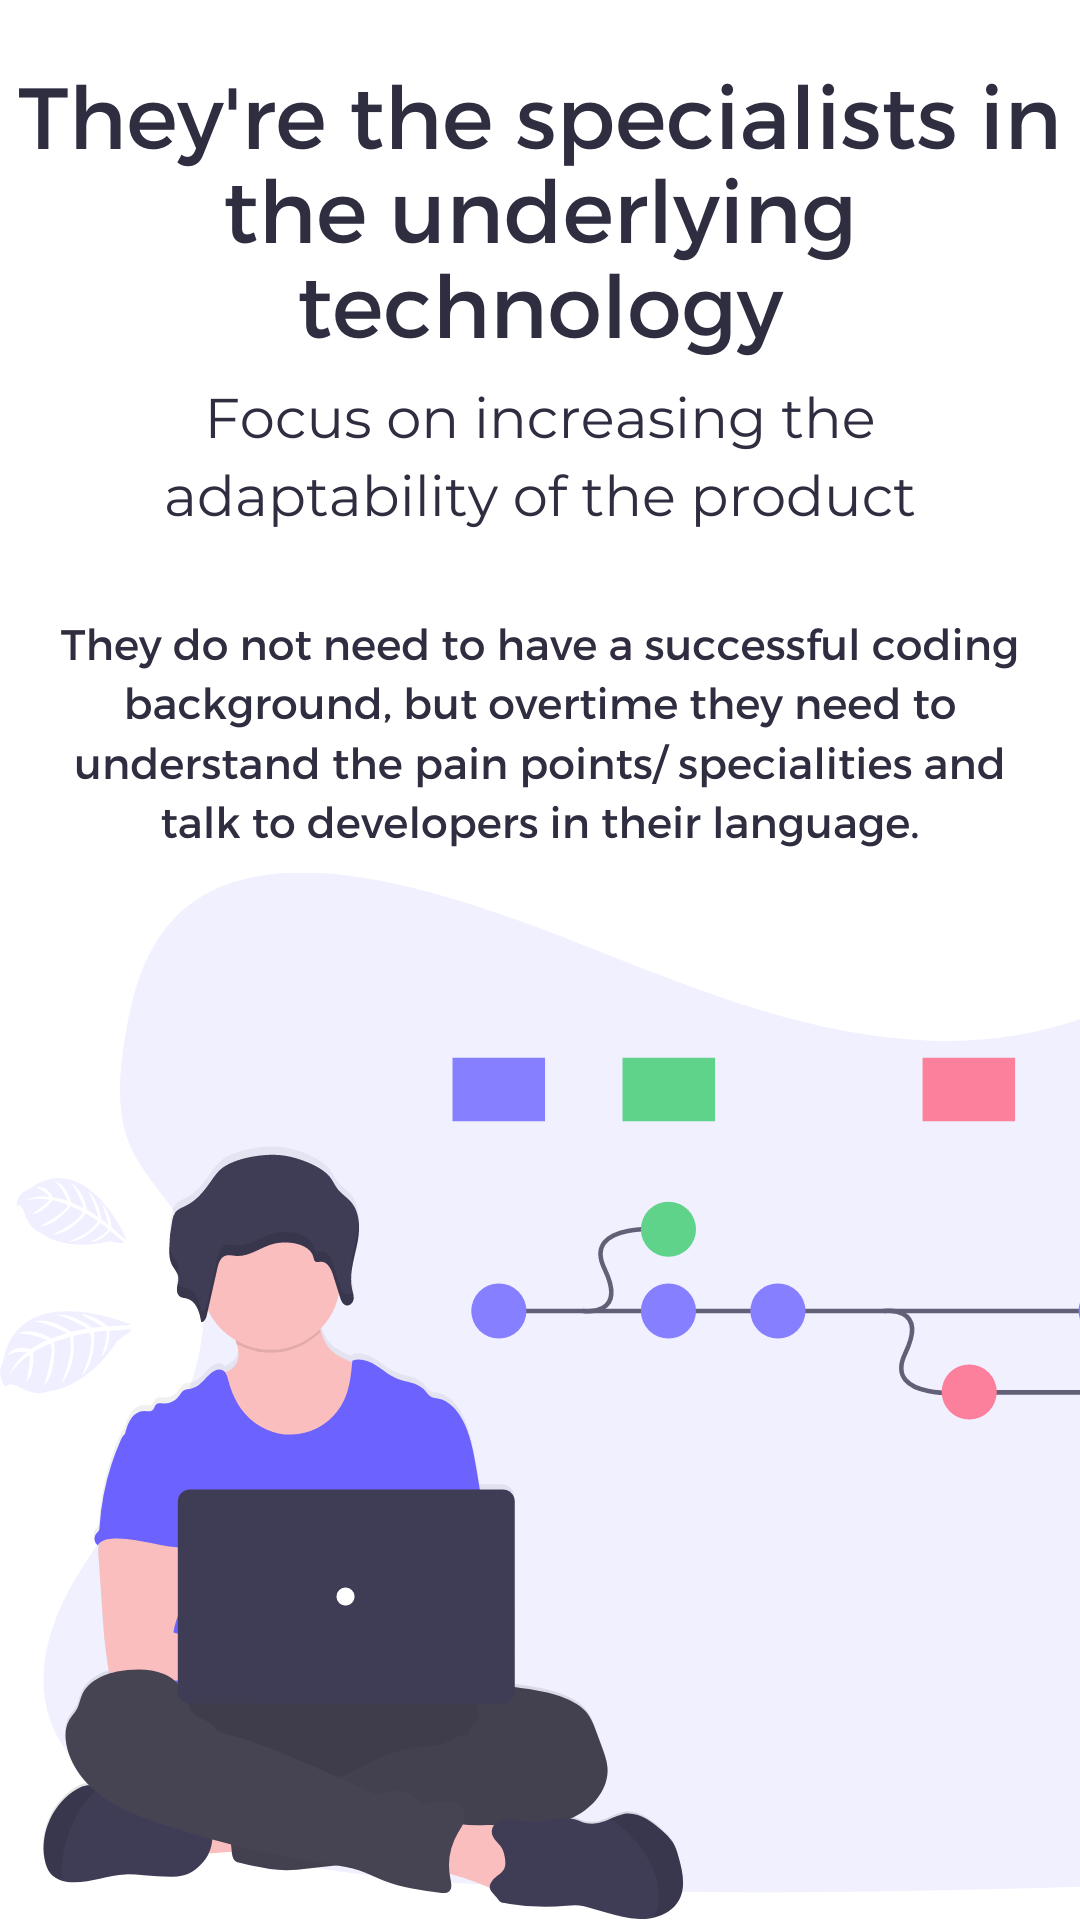 They're the specialists in
the underlying
technology
Focus on increasing the
adaptability of the product
They do not need to have a successful coding
background, but overtime they need to
understand the pain points/ specialities and
talk to developers in their language.